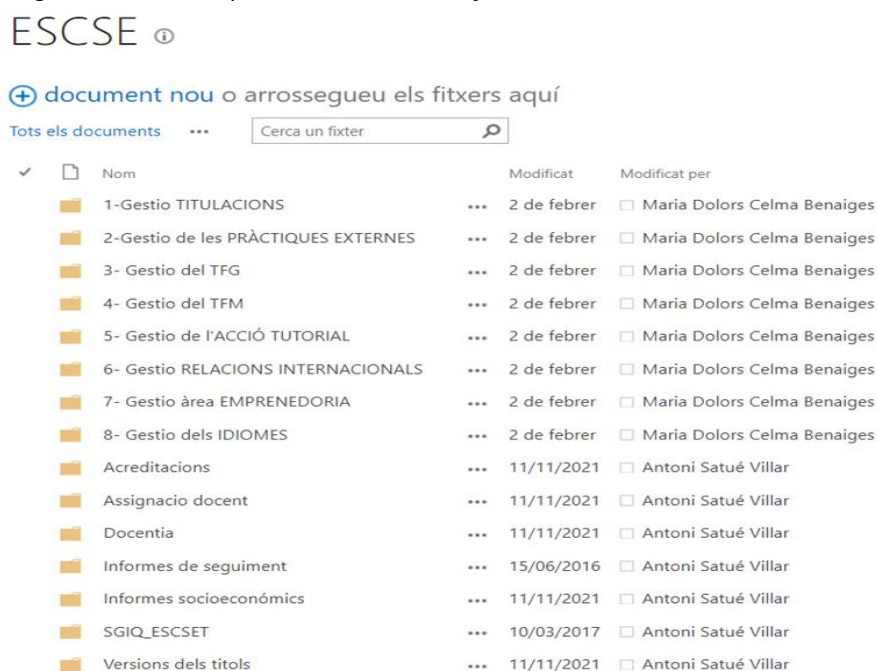 ESCSE
document nou o arrossegueu els fitxers aquí
Tots els documents ... Cerca un fixter
Nom Modificat Modificat per
1-Gestio TITULACIONS ... 2 de febrer Maria Dolors Celma Benaiges
2-Gestio de les PRÀCTIQUES EXTERNES ... 2 de febrer Maria Dolors Celma Benaiges
3- Gestio del TFG ... 2 de febrer Maria Dolors Celma Benaiges
4- Gestio del TFM ... 2 de febrer Maria Dolors Celma Benaiges
5- Gestio de l'ACCIÓ TUTORIAL ... 2 de febrer Maria Dolors Celma Benaiges
6- Gestio RELACIONS INTERNACIONALS ... 2 de febrer Maria Dolors Celma Benaiges
7- Gestio àrea EMPRENEDORIA ... 2 de febrer Maria Dolors Celma Benaiges
8- Gestio dels IDIOMES ... 2 de febrer Maria Dolors Celma Benaiges
Acreditacions ... 11/11/2021 Antoni Satué Villar
Assignacio docent ... 11/11/2021 Antoni Satué Villar
Docentia ... 11/11/2021 Antoni Satué Villar
Informes de seguiment ... 15/06/2016 Antoni Satué Villar
Informes socioeconómics ... 11/11/2021 Antoni Satué Villar
SGIQ_ESCSET ... 10/03/2017 Antoni Satué Villar
Versions dels titols ... 11/11/2021 Antoni Satué Villar